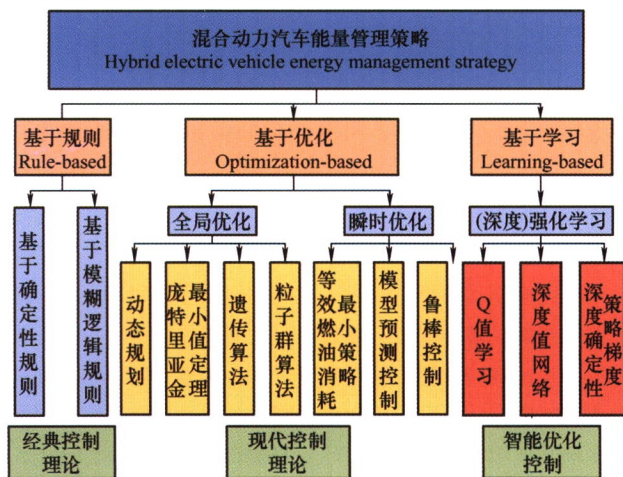 混合动力汽车能量管理策略
Hybrid electric vehicle energy management strategy
基于规则
Rule-based
基于优化
Optimization-based
基于学习
Learning-based
全局优化
瞬时优化
(深度)强化学习
基于确定性规则
基于模糊逻辑规则
动态规划
庞特里亚金
最小值定理
遗传算法
粒子群算法
等效燃油消耗
最小策略
模型预测控制
鲁棒控制
Q值学习
深度值网络
深度确定性
策略梯度
经典控制
理论
现代控制
理论
智能优化
控制